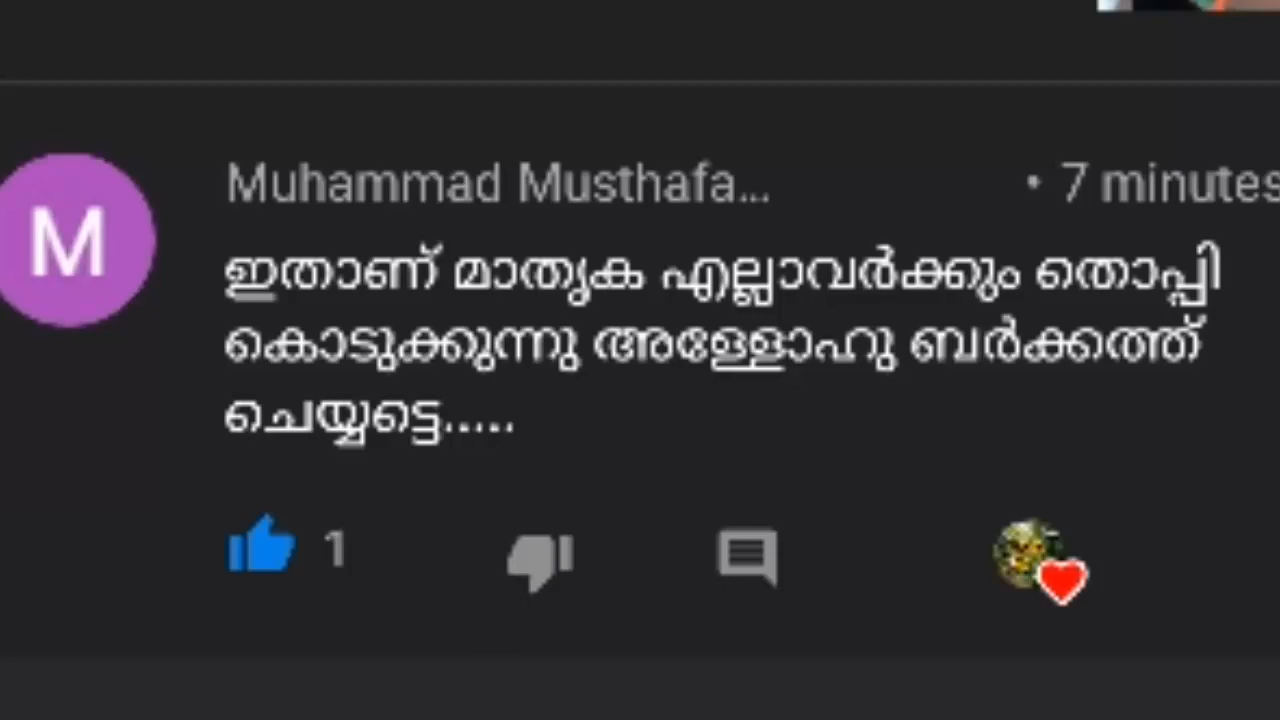 M
Muhammad Musthafa... • 7 minutes
ഇതാണ് മാതൃക എല്ലാവർക്കും തൊപ്പി
കൊടുക്കുന്നു അള്ളോഹു ബർക്കത്ത്
ചെയ്യട്ടെ.....
1